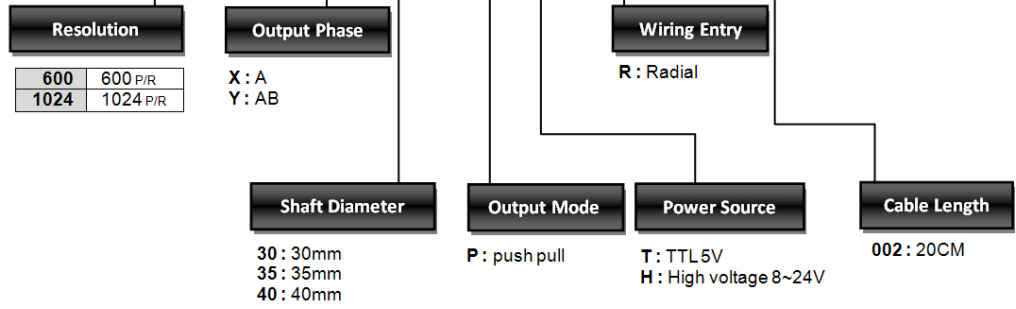 Resolution
600 600 P/R
1024 1024 P/R
Output Phase
X : A
Y : AB
Wiring Entry
R : Radial
Shaft Diameter
30 : 30mm
35 : 35mm
40 : 40mm
Output Mode
P : push pull
Power Source
T : TTL 5V
H : High voltage 8~24V
Cable Length
002 : 20CM